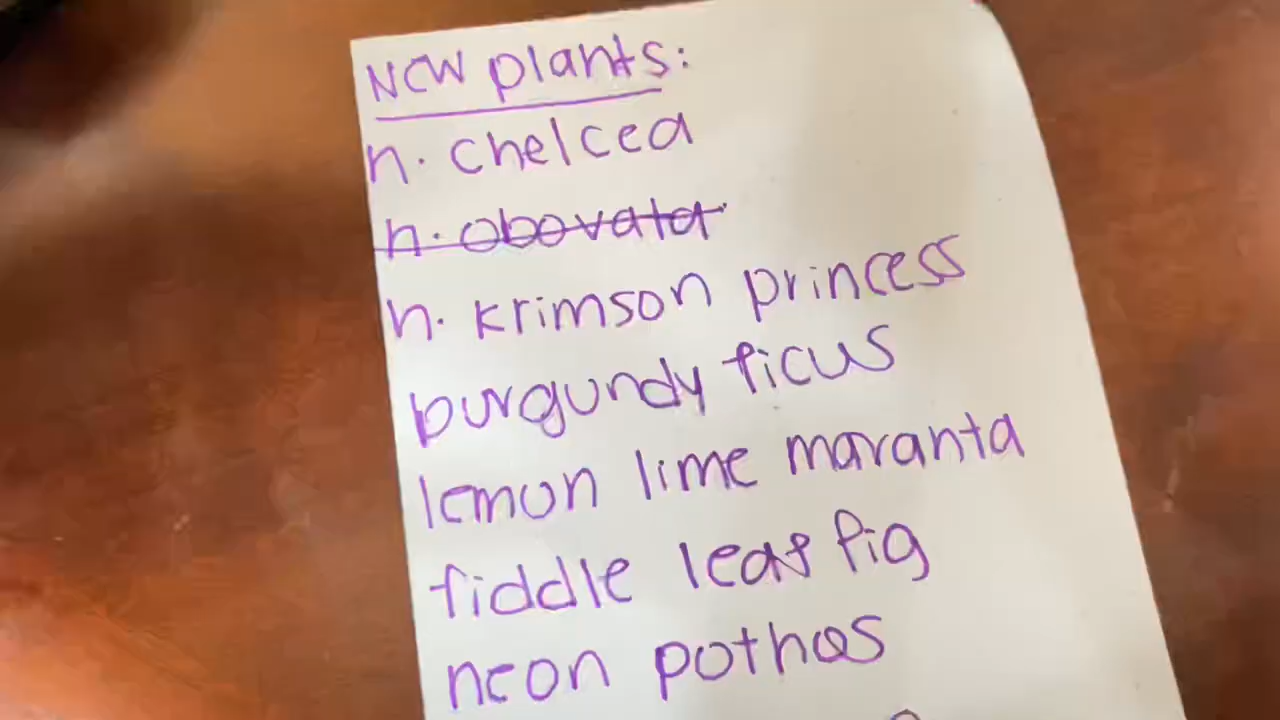 New plants:
h. chelcea
h. obovata
h. krimson princess
burgundy ficus
lemon lime maranta
fiddle leaf fig
neon pothos